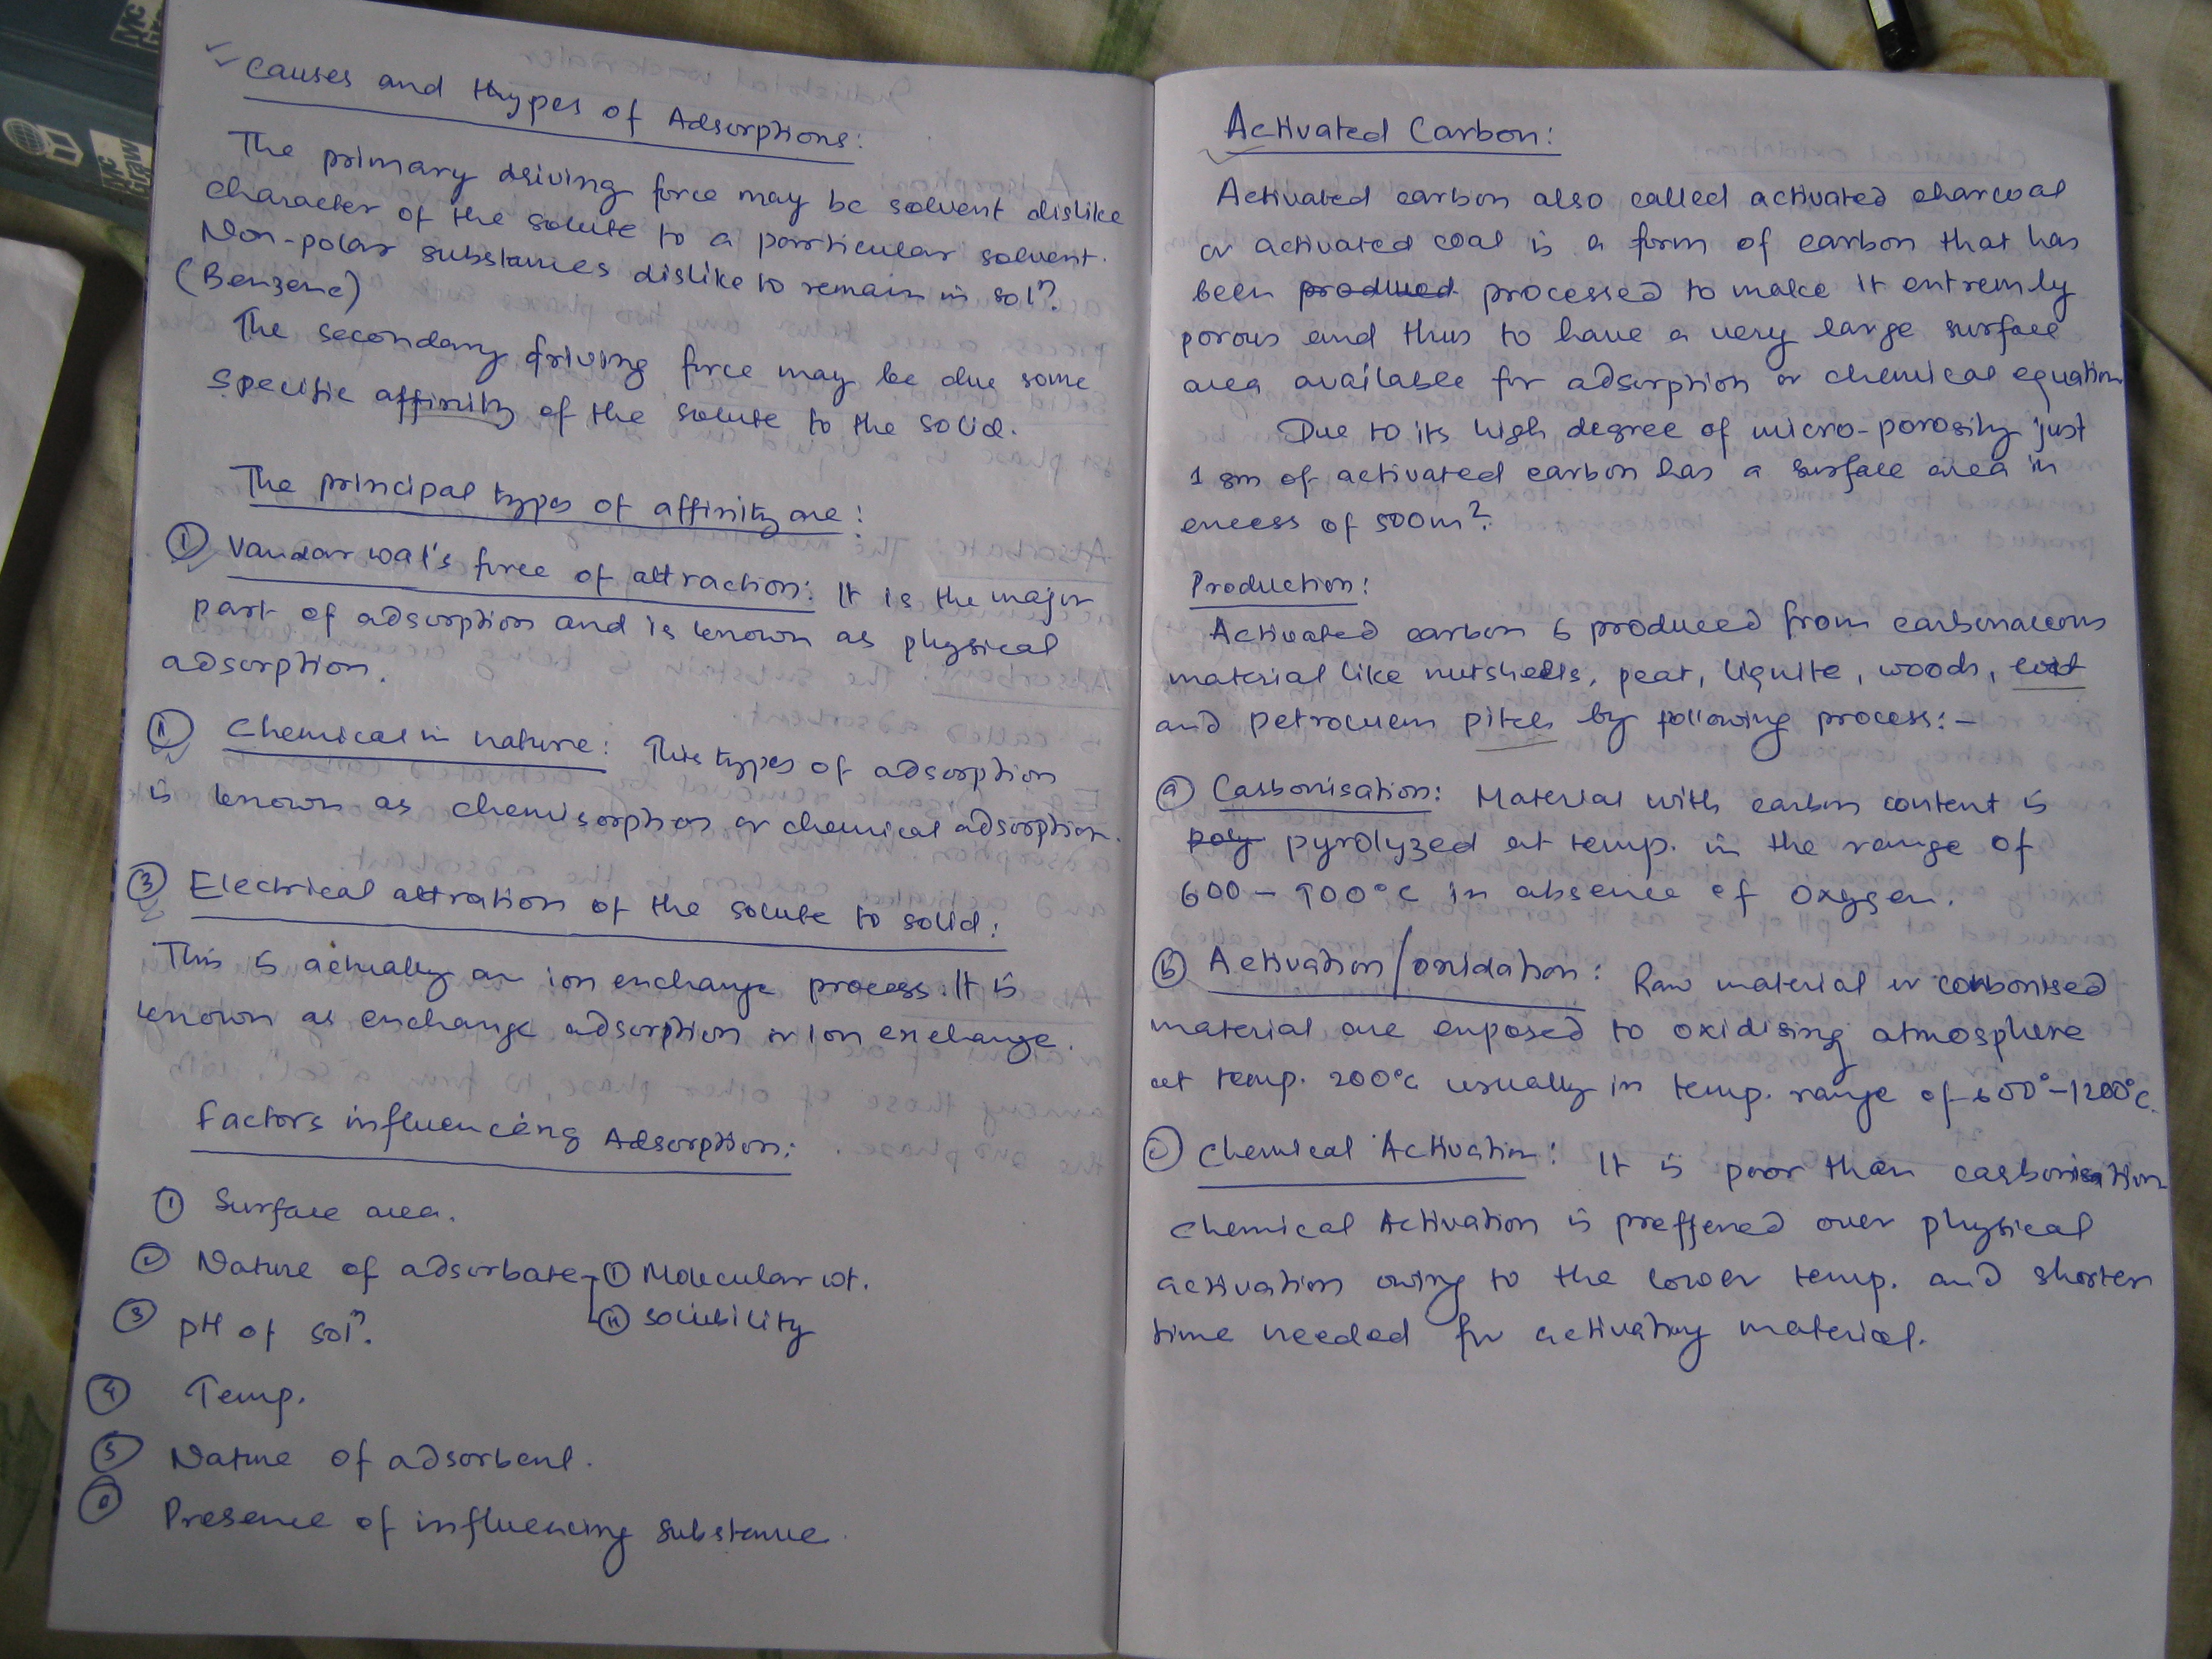 Causes and types of Adsorptions:
The primary driving force may be solvent dislike
character of the solute to a particular solvent.
Non-polar substances dislike to remain in solⁿ.
(Benzene)
The secondary driving force may be due some
specific affinity of the solute to the solid.
The principal types of affinity are:
① Vandar wal's force of attraction: It is the major
part of adsorption and is known as physical
adsorption.
⑪ Chemical in nature: This types of adsorption
is known as chemisorption or chemical adsorption.
③ Electrical attration of the solute to solid:
This is actually an ion exchange process. It is
known as exchange adsorption or Ion exchange.
Factors influenceing Adsorption:
① Surface area.
② Nature of adsorbate - ① Molecular wt.
⑪ solubility
③ pH of solⁿ.
④ Temp.
⑤ Nature of adsorbent.
⑥ Presence of influencing substance.
Activated Carbon:
Activated carbon also called activated charcoal
or activated coal is a form of carbon that has
been produced processed to make it extremly
porous and thus to have a very large surface
area available for adsorption or chemical equation
Due to its high degree of micro-porosity just
1 gm of activated carbon has a surface area in
excess of 500m².
Production:
Activated carbon is produced from carbonaceous
material like nutshells, peat, lignite, woods,
and petroleum pitch by following process:-
ⓐ Carbonisation: Material with carbon content is
poly pyrolyzed at temp. in the range of
600-900°c in absence of oxygen.
ⓑ Activation/oxidation: Raw material or carbonised
material are exposed to oxidising atmosphere
at temp. 200°c usually in temp. range of 600°-1200°c.
ⓒ Chemical Activation: It is poor than carbonisation
chemical Activation is preffered over physical
activation owing to the lower temp. and shorter
time needed for activating material.
Mc
Graw